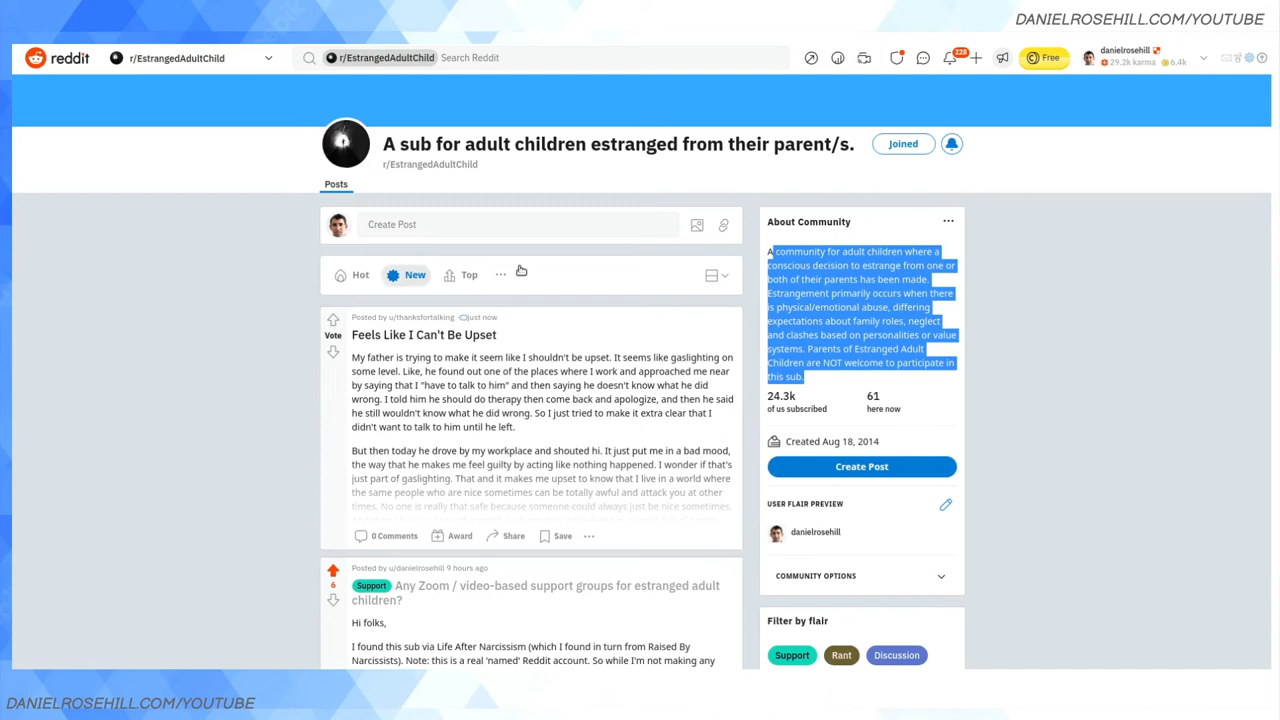 DANIELROSEHILL.COM/YOUTUBE
reddit
r/EstrangedAdultChild
r/EstrangedAdultChild Search Reddit
228
Free
danielrosehill
29.2k karma 6.4k
A sub for adult children estranged from their parent/s.
Joined
r/EstrangedAdultChild
Posts
Create Post
Hot
New
Top
Posted by u/thanksfortalking just now
Vote
Feels Like I Can't Be Upset
My father is trying to make it seem like I shouldn't be upset. It seems like gaslighting on
some level. Like, he found out one of the places where I work and approached me near
by saying that I "have to talk to him" and then saying he doesn't know what he did
wrong. I told him he should do therapy then come back and apologize, and then he said
he still wouldn't know what he did wrong. So I just tried to make it extra clear that I
didn't want to talk to him until he left.
But then today he drove by my workplace and shouted hi. It just put me in a bad mood,
the way that he makes me feel guilty by acting like nothing happened. I wonder if that's
just part of gaslighting. That and it makes me upset to know that I live in a world where
the same people who are nice sometimes can be totally awful and attack you at other
times. No one is really that safe because someone could always just be nice sometimes.
0 Comments
Award
Share
Save
Posted by u/danielrosehill 9 hours ago
6
Support Any Zoom / video-based support groups for estranged adult
children?
Hi folks,
I found this sub via Life After Narcissism (which I found in turn from Raised By
Narcissists). Note: this is a real 'named' Reddit account. So while I'm not making any
About Community
A community for adult children where a
conscious decision to estrange from one or
both of their parents has been made.
Estrangement primarily occurs when there
is physical/emotional abuse, differing
expectations about family roles, neglect
and clashes based on personalities or value
systems. Parents of Estranged Adult
Children are NOT welcome to participate in
this sub.
24.3k
of us subscribed
61
here now
Created Aug 18, 2014
Create Post
USER FLAIR PREVIEW
danielrosehill
COMMUNITY OPTIONS
Filter by flair
Support
Rant
Discussion
DANIELROSEHILL.COM/YOUTUBE